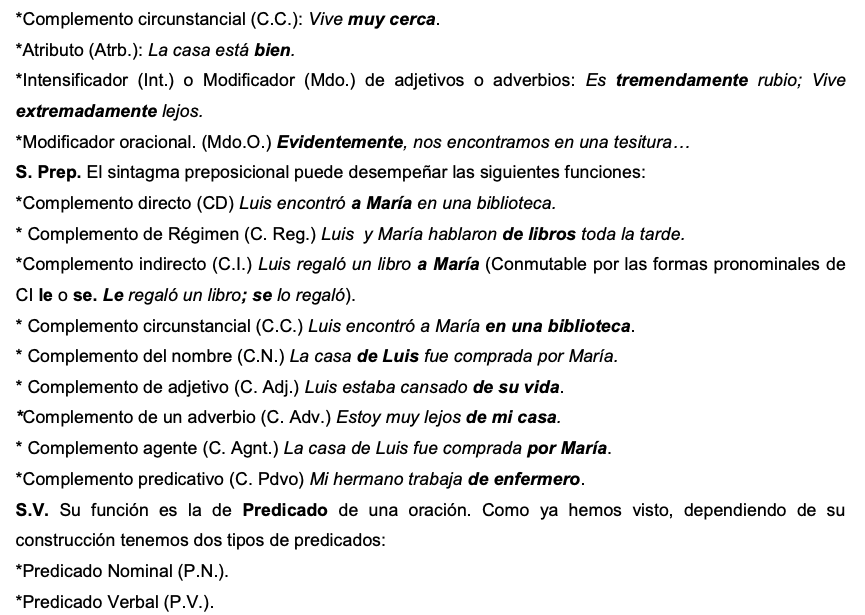 *Complemento circunstancial (C.C.): Vive muy cerca.
*Atributo (Atrb.): La casa está bien.
*Intensificador (Int.) o Modificador (Mdo.) de adjetivos o adverbios: Es tremendamente rubio; Vive
extremadamente lejos.
*Modificador oracional. (Mdo.O.) Evidentemente, nos encontramos en una tesitura…
S. Prep. El sintagma preposicional puede desempeñar las siguientes funciones:
*Complemento directo (CD) Luis encontró a María en una biblioteca.
* Complemento de Régimen (C. Reg.) Luis y María hablaron de libros toda la tarde.
*Complemento indirecto (C.I.) Luis regaló un libro a María (Conmutable por las formas pronominales de
CI le o se. Le regaló un libro; se lo regaló).
* Complemento circunstancial (C.C.) Luis encontró a María en una biblioteca.
* Complemento del nombre (C.N.) La casa de Luis fue comprada por María.
* Complemento de adjetivo (C. Adj.) Luis estaba cansado de su vida.
*Complemento de un adverbio (C. Adv.) Estoy muy lejos de mi casa.
* Complemento agente (C. Agnt.) La casa de Luis fue comprada por María.
*Complemento predicativo (C. Pdvo) Mi hermano trabaja de enfermero.
S.V. Su función es la de Predicado de una oración. Como ya hemos visto, dependiendo de su
construcción tenemos dos tipos de predicados:
*Predicado Nominal (P.N.).
*Predicado Verbal (P.V.).